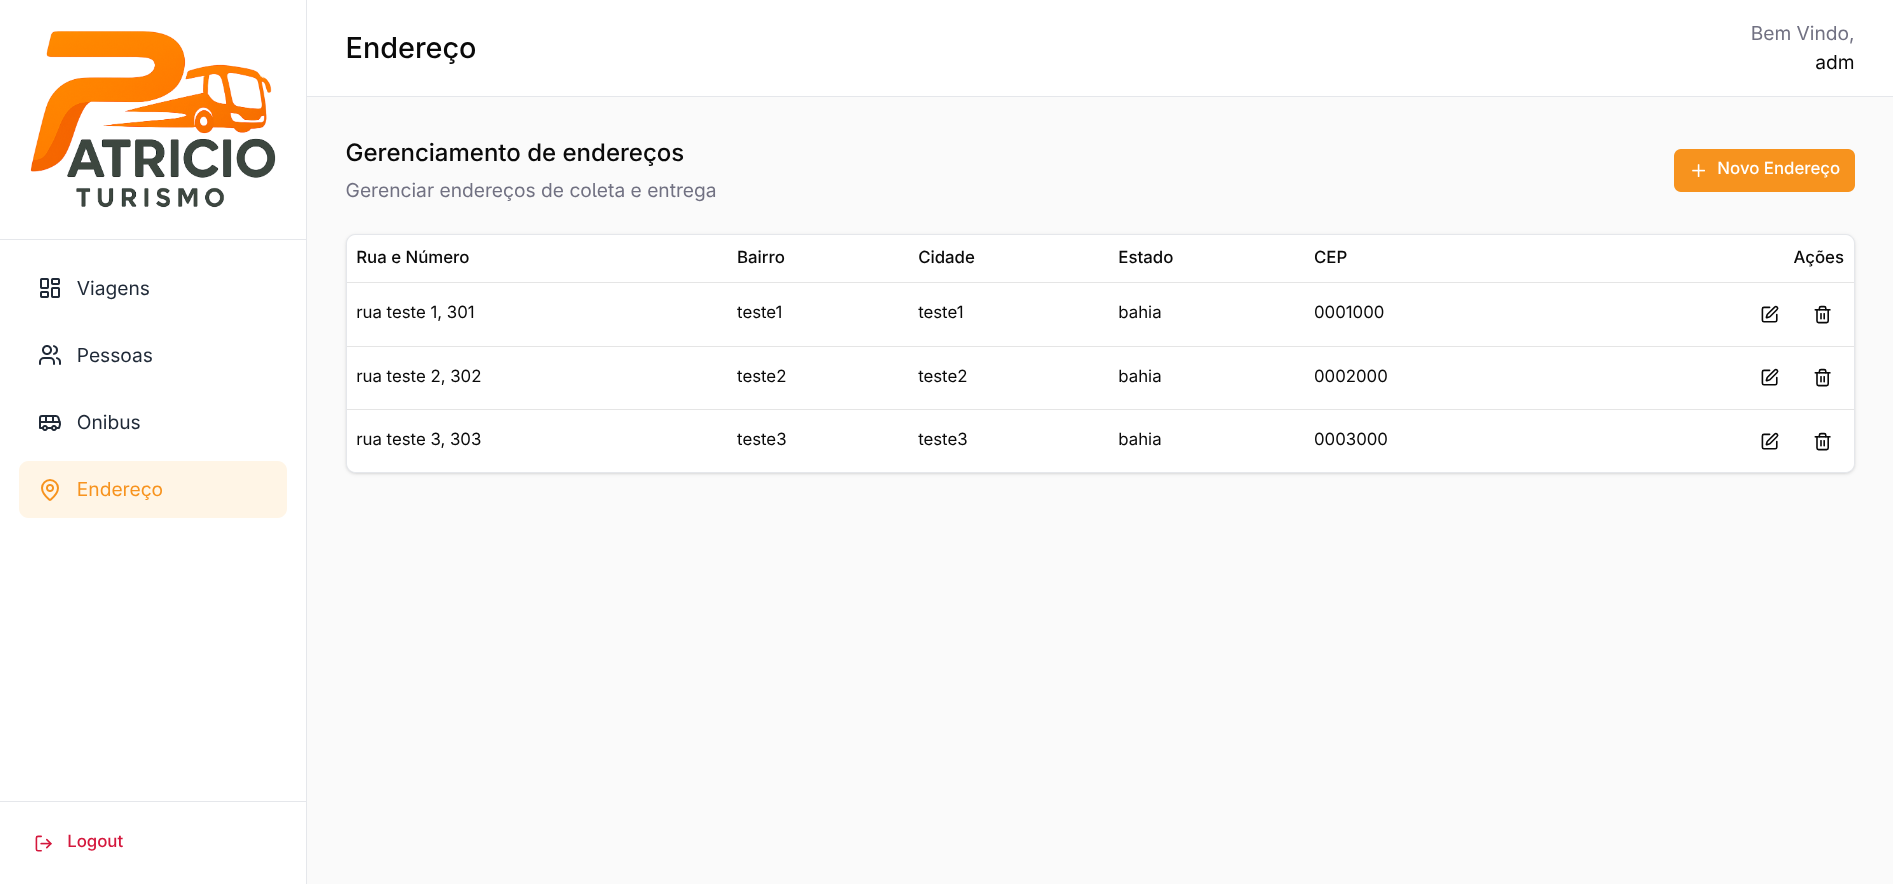 PATRICIO
TURISMO
Viagens
Pessoas
Onibus
Endereço
Logout
Endereço
Bem Vindo,
adm
Gerenciamento de endereços
Gerenciar endereços de coleta e entrega
Novo Endereço
Rua e Número Bairro Cidade Estado CEP Ações
rua teste 1, 301 teste1 teste1 bahia 0001000
rua teste 2, 302 teste2 teste2 bahia 0002000
rua teste 3, 303 teste3 teste3 bahia 0003000